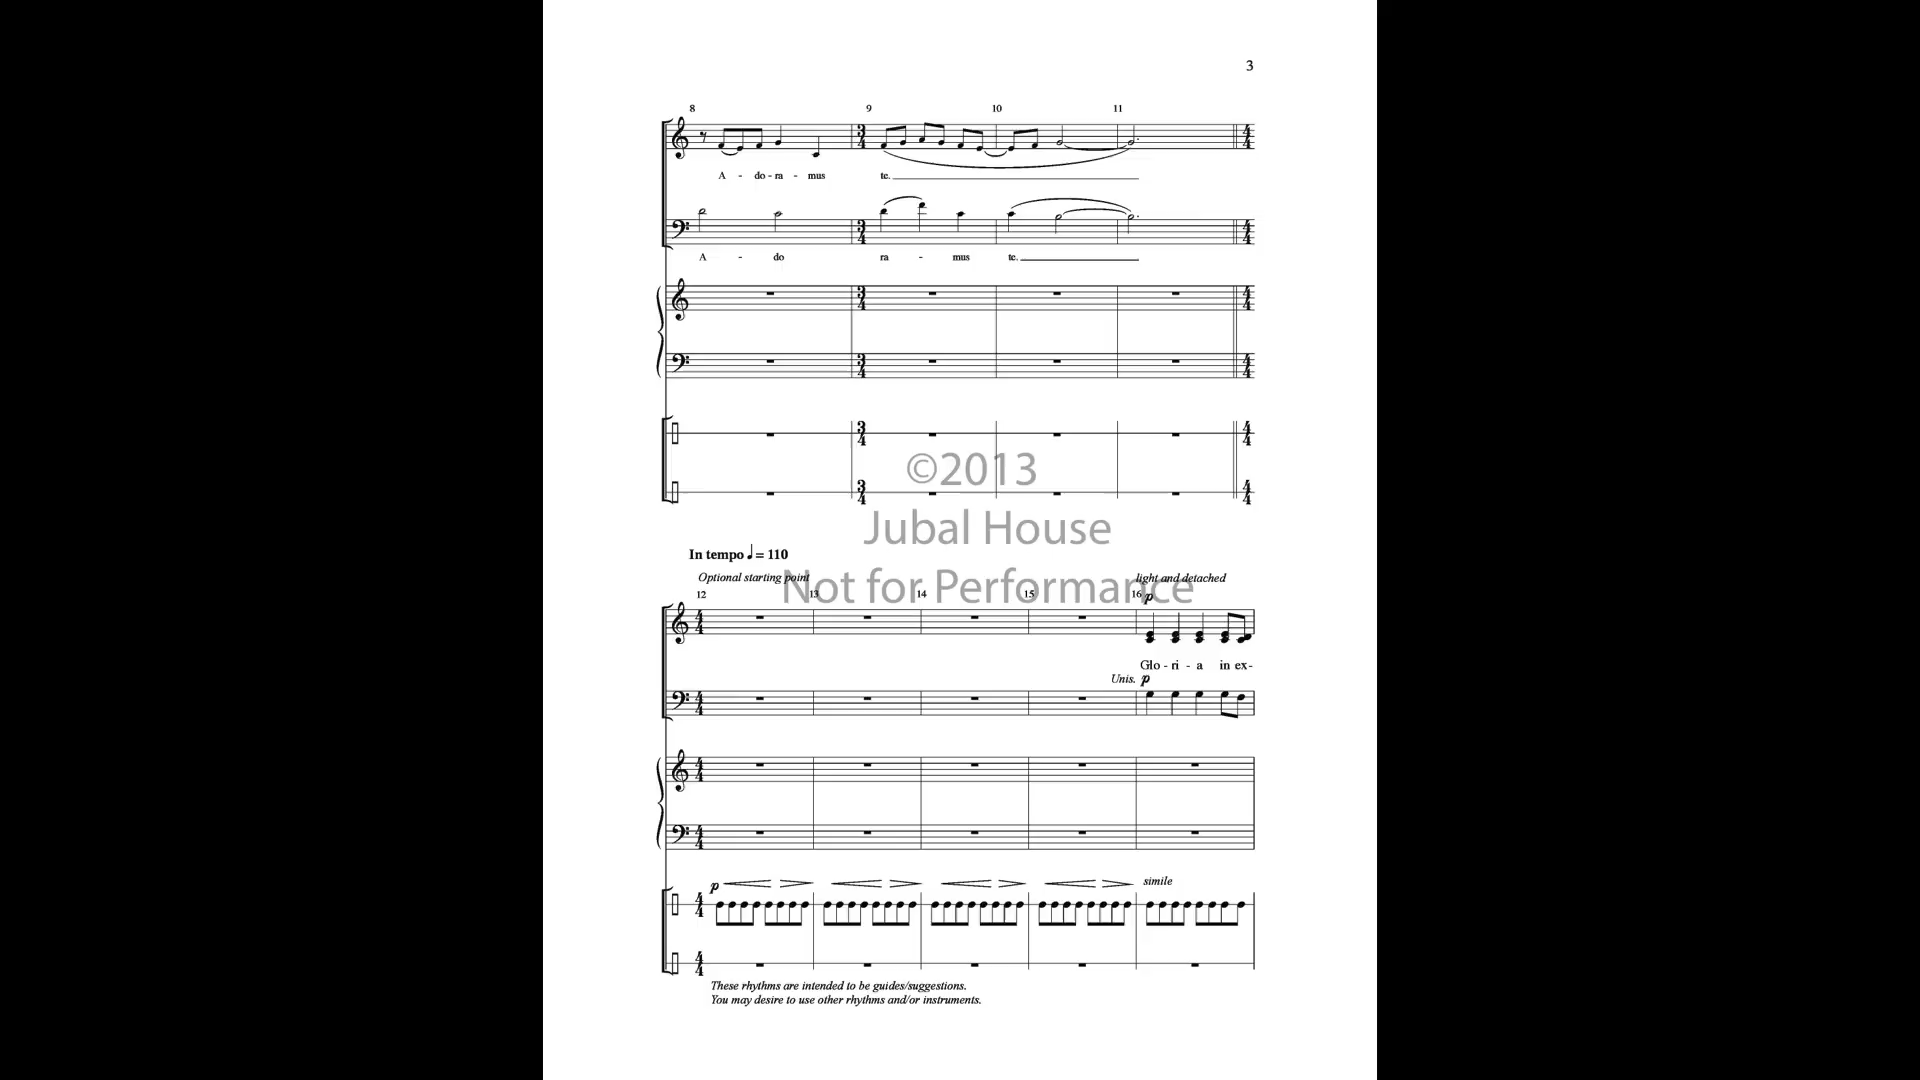 3
8 9 10 11
A - do - ra - mus te.
A - do ra - mus te.
©2013
Jubal House
Not for Performance
In tempo ♩= 110
Optional starting point light and detached
12 13 14 15 16 p
Glo - ri - a in ex-
Unis. p
p simile
These rhythms are intended to be guides/suggestions.
You may desire to use other rhythms and/or instruments.